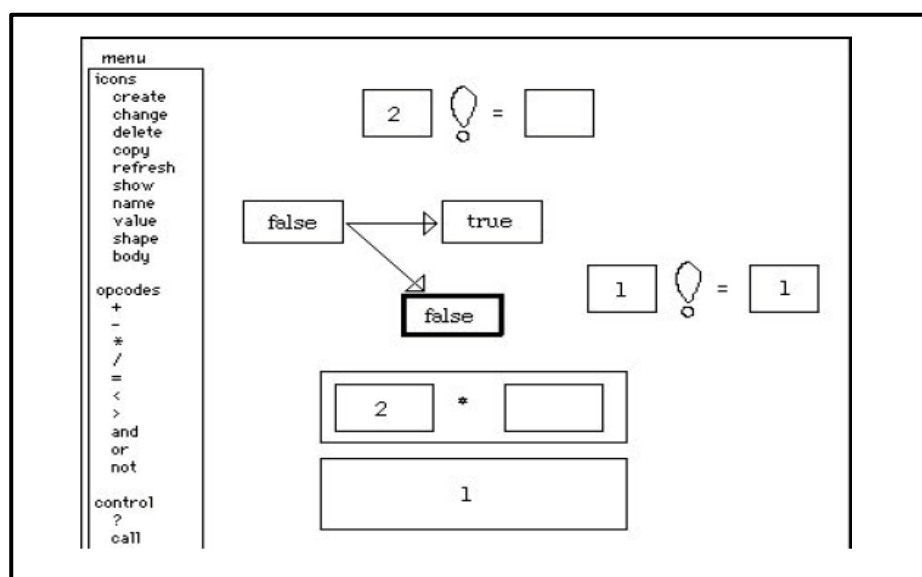 menu
icons
create
change
delete
copy
refresh
show
name
value
shape
body
opcodes
+
-
*
/
=
<
>
and
or
not
control
?
call
2 ! =
false true
false
1 ! = 1
2 *
1